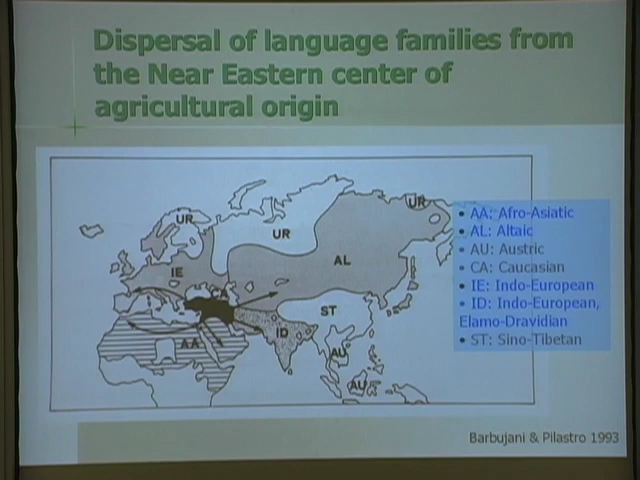 Dispersal of language families from
the Near Eastern center of
agricultural origin
UR
UR
UR
IE
AL
CA
ST
ID
AA
AU
AU
• AA: Afro-Asiatic
• AL: Altaic
• AU: Austric
• CA: Caucasian
• IE: Indo-European
• ID: Indo-European,
Elamo-Dravidian
• ST: Sino-Tibetan
Barbujani & Pilastro 1993